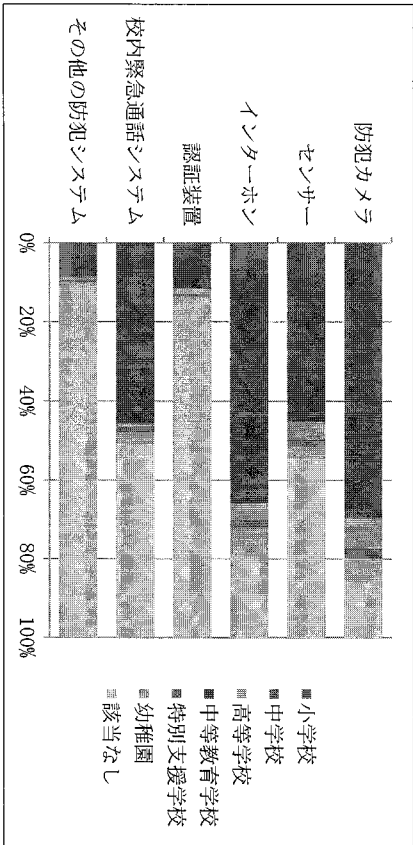 防犯カメラ
センサー
インターホン
認証装置
校内緊急通話システム
その他の防犯システム
0%
20%
40%
60%
80%
100%
小学校
中学校
高等学校
中等教育学校
特別支援学校
幼稚園
該当なし